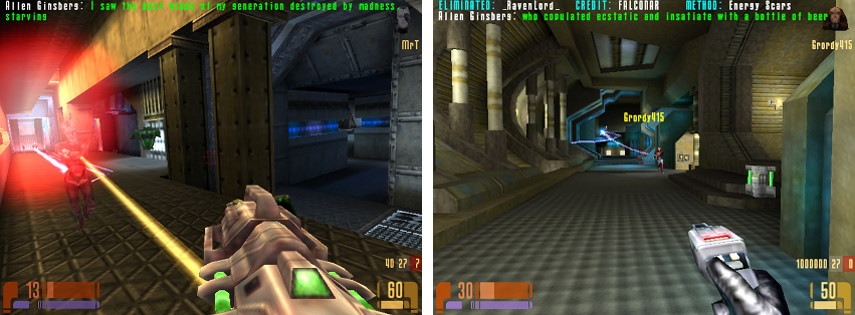 Allen Ginsberg: I saw the best minds of my generation destroyed by madness,
starving
MrT
40 27 ?
13
60
ELIMINATED: _RavenLord_ CREDIT: FALCONAR METHOD: Energy Scars
Allen Ginsberg: who copulated ecstatic and insatiate with a bottle of beer
Grordy415
Grordy415
1000000 27 0
30
50